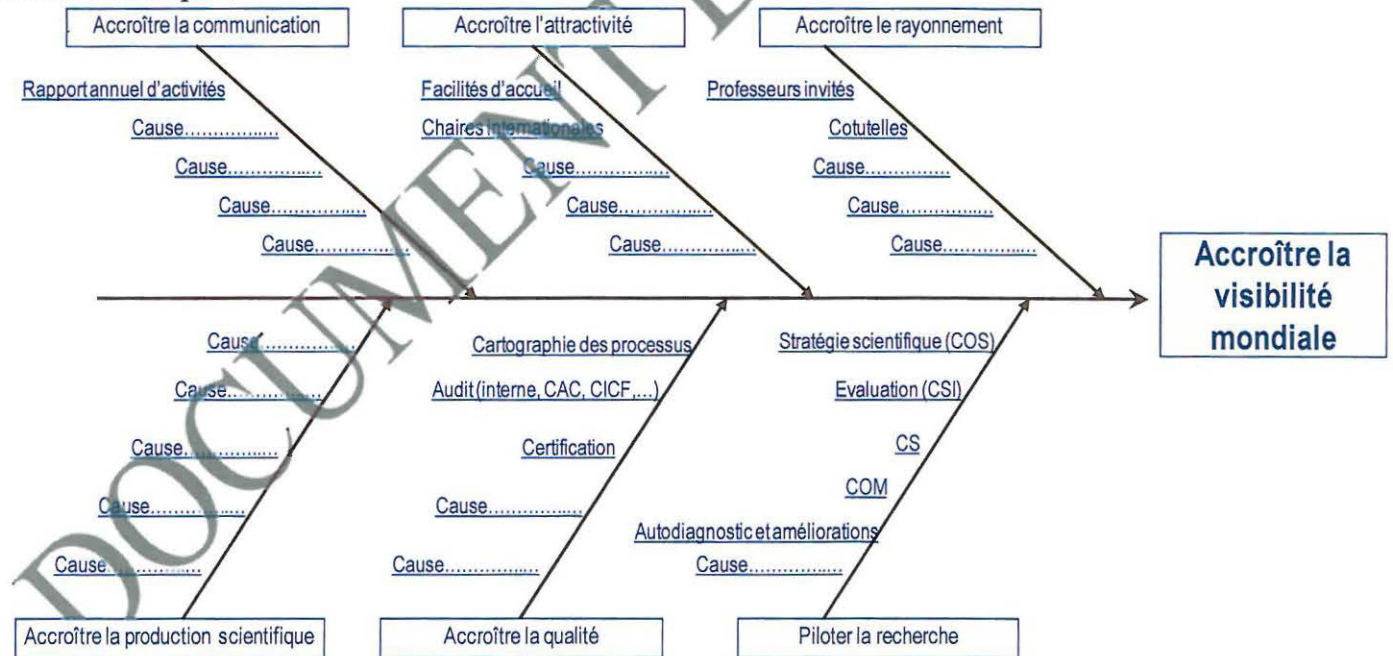 Accroître la communication
Accroître l'attractivité
Accroître le rayonnement
Rapport annuel d'activités
Cause..................
Cause..................
Cause..................
Cause..................
Facilités d'accueil
Chaires internationales
Cause..................
Cause..................
Cause..................
Professeurs invités
Cotutelles
Cause..................
Cause..................
Cause..................
Accroître la
visibilité
mondiale
Cause..................
Cause..................
Cause..................
Cause..................
Cause..................
Cartographie des processus
Audit (interne, CAC, CICF,...)
Certification
Cause..................
Cause..................
Stratégie scientifique (COS)
Evaluation (CSI)
CS
COM
Autodiagnostic et améliorations
Cause..................
Accroître la production scientifique
Accroître la qualité
Piloter la recherche
DOCUMENT